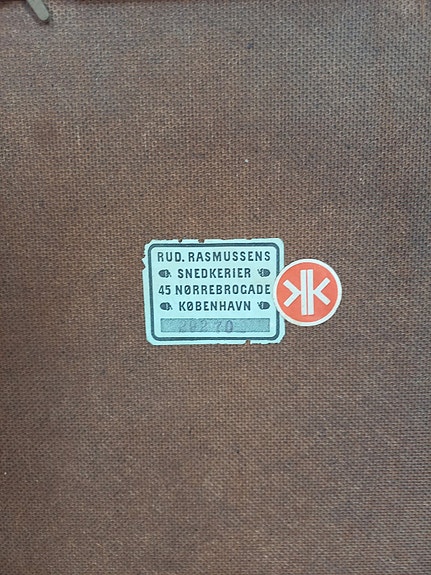 RUD. RASMUSSENS
SNEDKERIER
45 NØRREBROGADE
KØBENHAVN